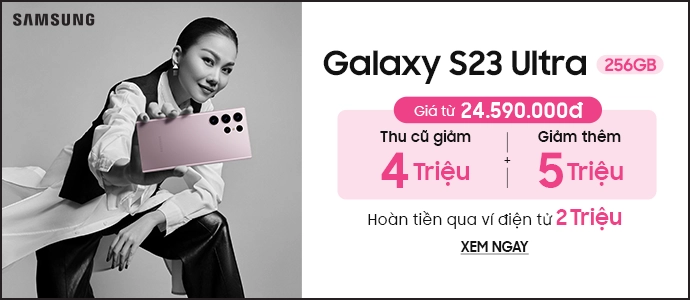 SAMSUNG
Galaxy S23 Ultra 256GB
Giá từ 24.590.000đ
Thu cũ giảm
4 Triệu
+
Giảm thêm
5 Triệu
Hoàn tiền qua ví điện tử 2 Triệu
XEM NGAY